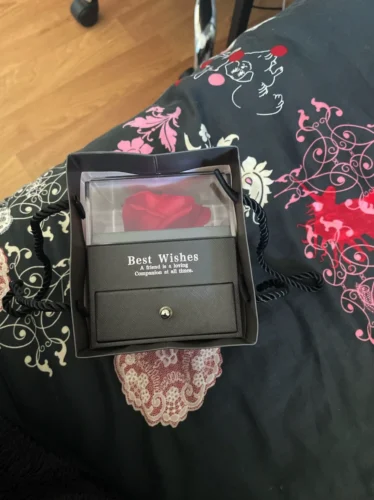 Best Wishes
A friend is a loving
Companion at all times.